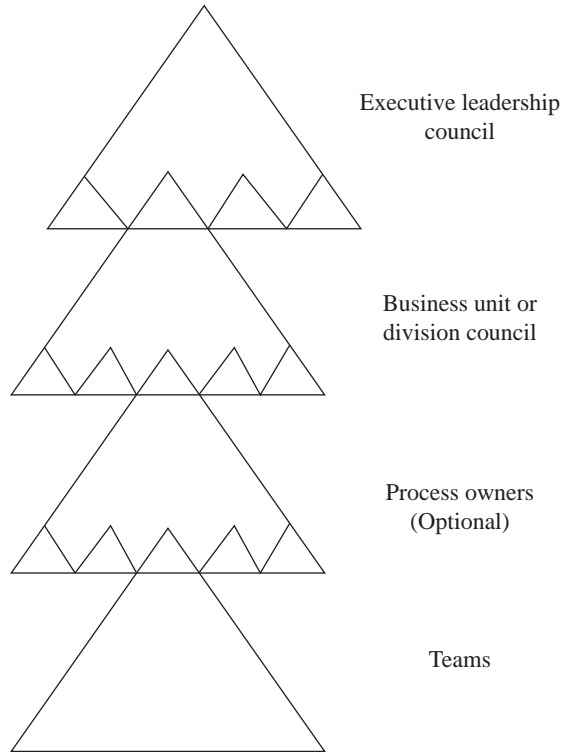 Executive leadership
council
Business unit or
division council
Process owners
(Optional)
Teams